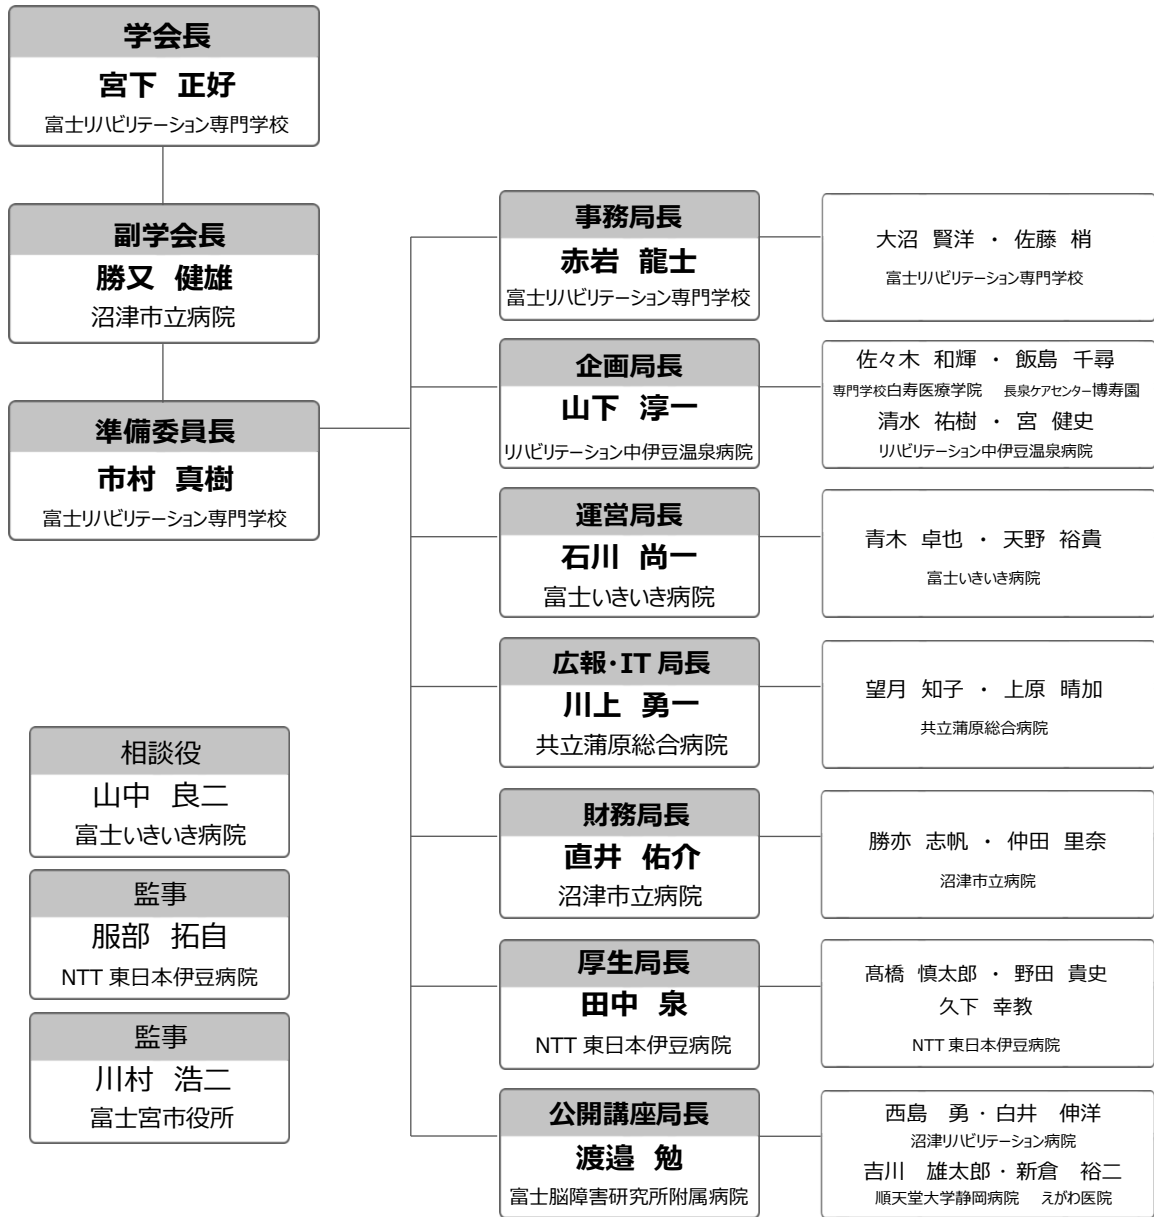 学会長
宮下 正好
富士リハビリテーション専門学校
副学会長
勝又 健雄
沼津市立病院
準備委員長
市村 真樹
富士リハビリテーション専門学校
事務局長
赤岩 龍士
富士リハビリテーション専門学校
大沼 賢洋 ・ 佐藤 梢
富士リハビリテーション専門学校
企画局長
山下 淳一
リハビリテーション中伊豆温泉病院
佐々木 和輝 ・ 飯島 千尋
専門学校白寿医療学院 長泉ケアセンター博寿園
清水 祐樹 ・ 宮 健史
リハビリテーション中伊豆温泉病院
運営局長
石川 尚一
富士いきいき病院
青木 卓也 ・ 天野 裕貴
富士いきいき病院
広報・IT 局長
川上 勇一
共立蒲原総合病院
望月 知子 ・ 上原 晴加
共立蒲原総合病院
財務局長
直井 佑介
沼津市立病院
勝亦 志帆 ・ 仲田 里奈
沼津市立病院
厚生局長
田中 泉
NTT 東日本伊豆病院
髙橋 慎太郎 ・ 野田 貴史
久下 幸教
NTT 東日本伊豆病院
公開講座局長
渡邉 勉
富士脳障害研究所附属病院
西島 勇・白井 伸洋
沼津リハビリテーション病院
吉川 雄太郎・新倉 裕二
順天堂大学静岡病院 えがわ医院
相談役
山中 良二
富士いきいき病院
監事
服部 拓自
NTT 東日本伊豆病院
監事
川村 浩二
富士宮市役所